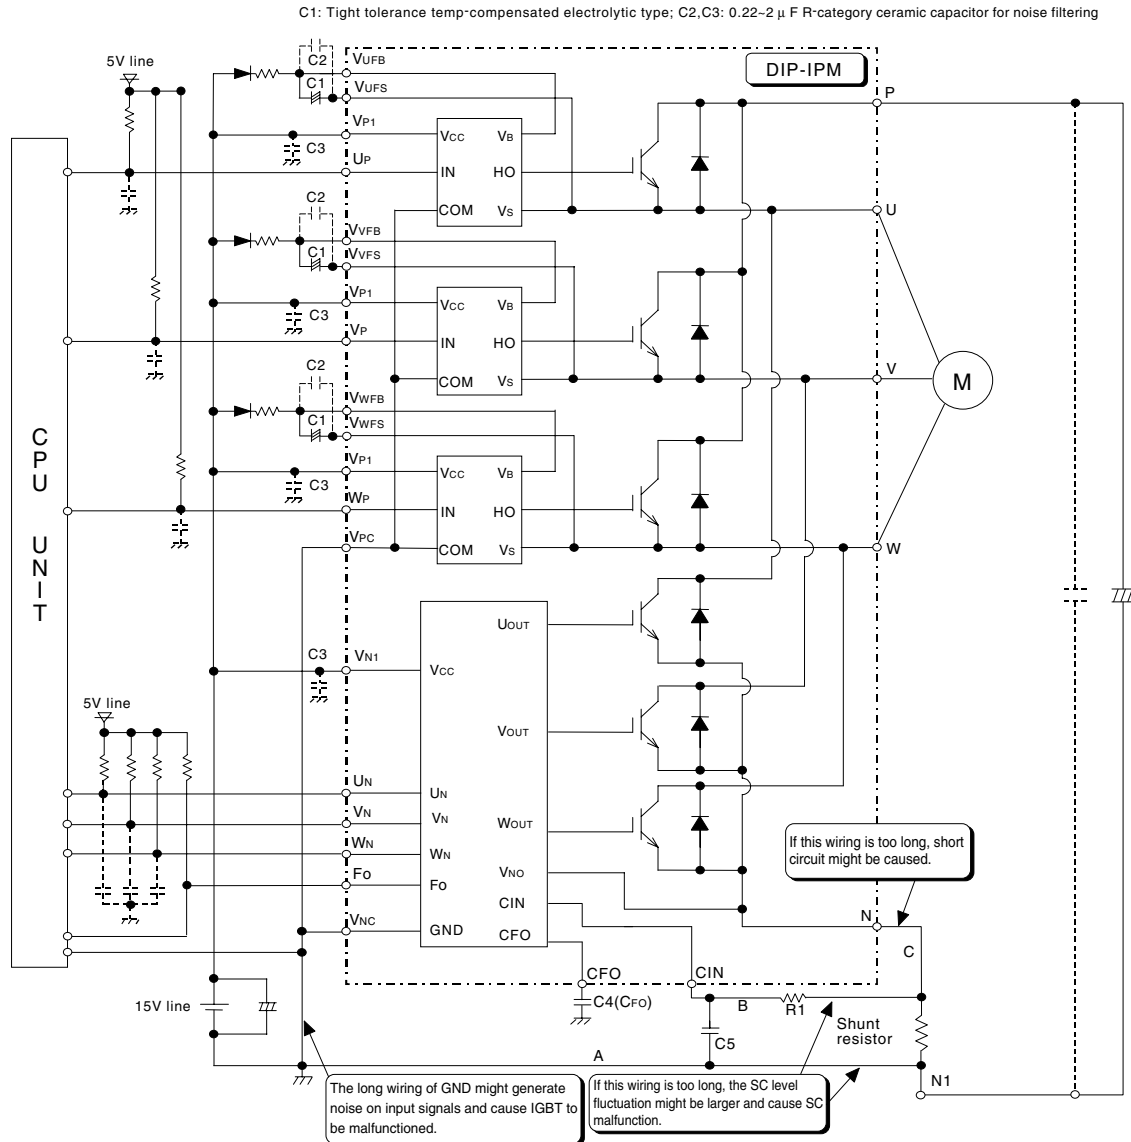 C1: Tight tolerance temp-compensated electrolytic type; C2,C3: 0.22~2 μ F R-category ceramic capacitor for noise filtering
5V line
C2
VUFB
DIP-IPM
C1
VUFS
P
VP1
VCC
VB
C3
UP
IN
HO
COM
VS
U
C2
VVFB
C1
VVFS
VP1
VCC
VB
C3
VP
IN
HO
COM
VS
V
M
C2
VWFB
C1
VWFS
VP1
VCC
VB
C3
WP
IN
HO
VPC
COM
VS
W
CPU UNIT
UOUT
C3
VN1
VCC
5V line
VOUT
UN
UN
VN
VN
WOUT
WN
WN
If this wiring is too long, short
circuit might be caused.
FO
Fo
VNO
CIN
N
VNC
GND
CFO
C
CFO
CIN
15V line
C4(CFO)
B
R1
Shunt
resistor
C5
A
N1
The long wiring of GND might generate
noise on input signals and cause IGBT to
be malfunctioned.
If this wiring is too long, the SC level
fluctuation might be larger and cause SC
malfunction.